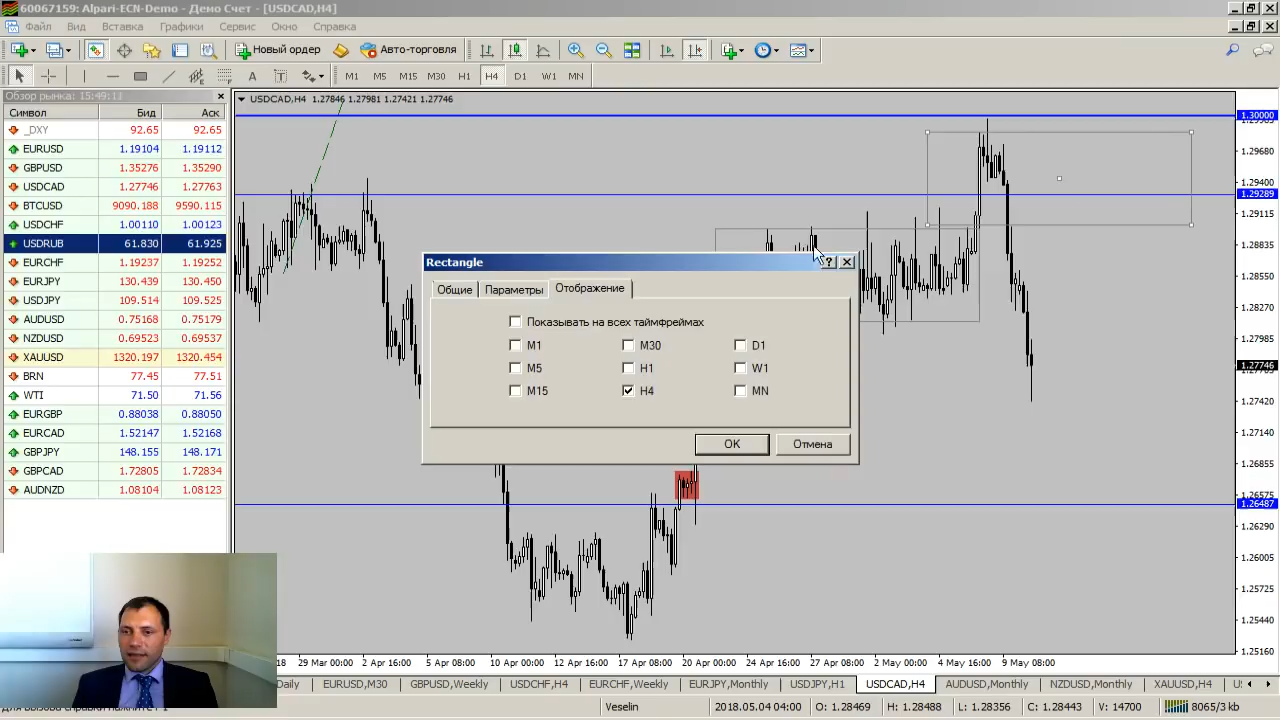 60067159: Alpari-ECN-Demo - Демо Счет - [USDCAD,H4]
Файл Вид Вставка Графики Сервис Окно Справка
Новый ордер Авто-торговля
A T M1 M5 M15 M30 H1 H4 D1 W1 MN
Обзор рынка: 15:49:11
Символ Бид Аск
_DXY 92.65 92.65
EURUSD 1.19104 1.19112
GBPUSD 1.35276 1.35290
USDCAD 1.27746 1.27763
BTCUSD 9090.188 9590.115
USDCHF 1.00110 1.00123
USDRUB 61.830 61.925
EURCHF 1.19237 1.19252
EURJPY 130.439 130.450
USDJPY 109.514 109.525
AUDUSD 0.75168 0.75179
NZDUSD 0.69523 0.69537
XAUUSD 1320.197 1320.454
BRN 77.45 77.51
WTI 71.50 71.56
EURGBP 0.88038 0.88050
EURCAD 1.52147 1.52168
GBPJPY 148.155 148.171
GBPCAD 1.72805 1.72834
AUDNZD 1.08104 1.08123
USDCAD,H4 1.27846 1.27981 1.27421 1.27746
1.30000
1.29680
1.29400
1.29289
1.29115
1.28835
1.28550
1.28270
1.27985
1.27746
1.27420
1.27140
1.26855
1.26575
1.26487
1.26005
1.25725
1.25440
1.25160
Rectangle
Общие Параметры Отображение
Показывать на всех таймфреймах
M1 M30 D1
M5 H1 W1
M15 H4 MN
OK Отмена
18 29 Mar 00:00 2 Apr 16:00 5 Apr 08:00 10 Apr 00:00 12 Apr 16:00 17 Apr 08:00 20 Apr 00:00 24 Apr 16:00 27 Apr 08:00 2 May 00:00 4 May 16:00 9 May 08:00
EURUSD,M30 GBPUSD,Weekly USDCHF,H4 EURCHF,Weekly EURJPY,Monthly USDJPY,H1 USDCAD,H4 AUDUSD,Monthly NZDUSD,Monthly XAUUSD,H4
Veselin 2018.05.04 04:00 O: 1.28469 H: 1.28488 L: 1.28356 C: 1.28443 V: 14700 8065/3 kb